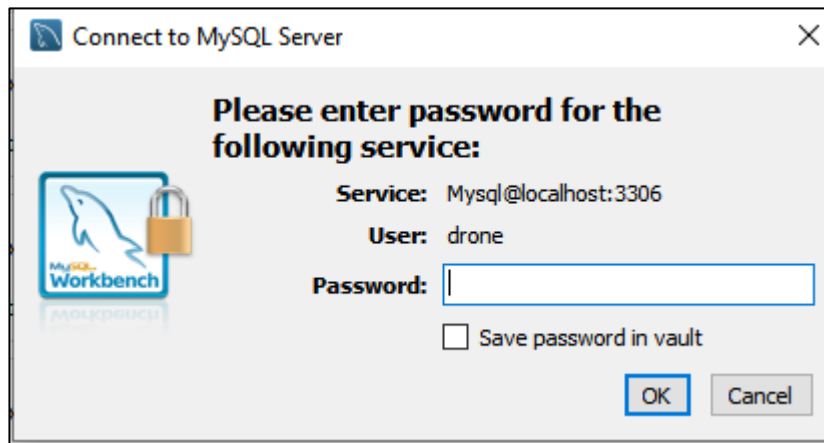 Connect to MySQL Server
Please enter password for the
following service:
Service: Mysql@localhost:3306
User: drone
Password:
MySQL
Workbench
Save password in vault
OK Cancel